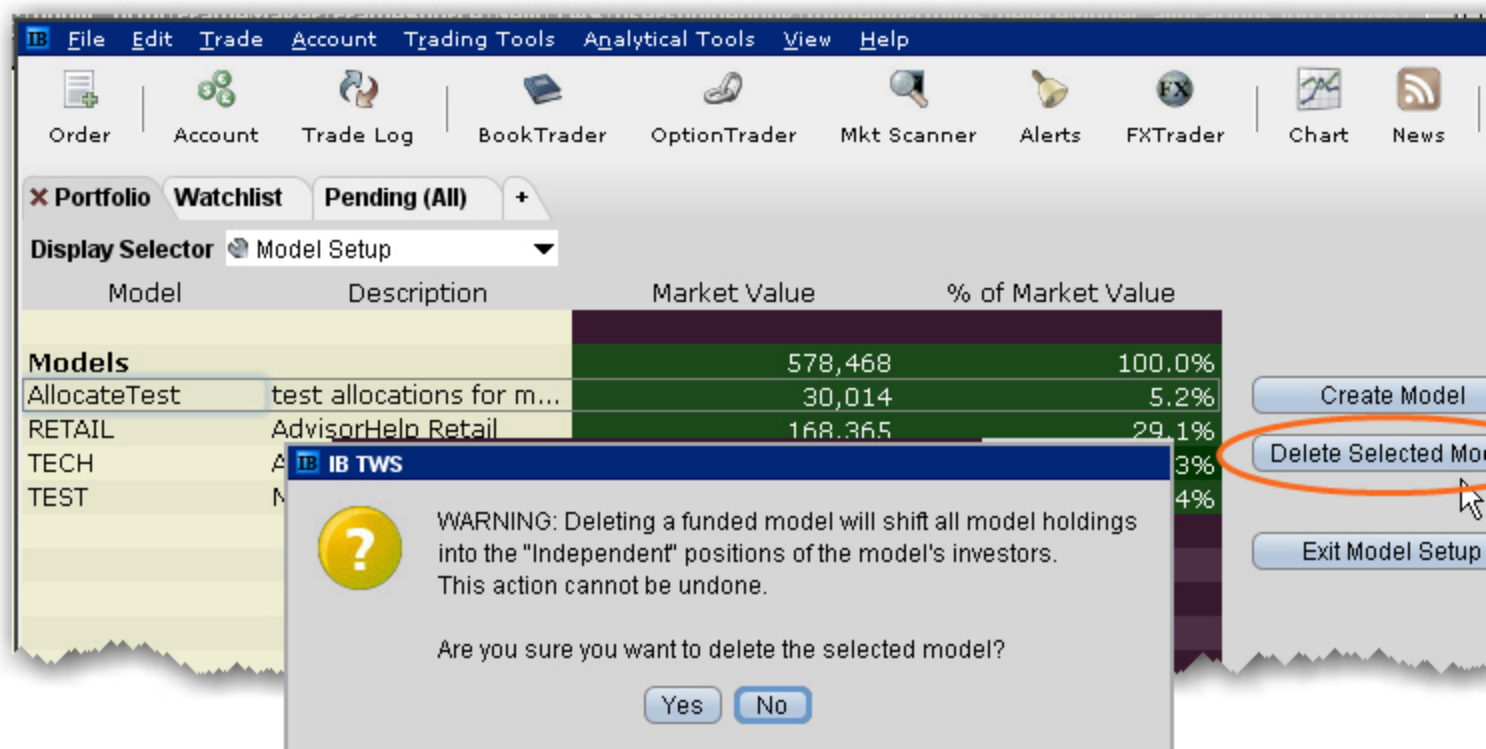 IB File Edit Trade Account Trading Tools Analytical Tools View Help
Order Account Trade Log BookTrader OptionTrader Mkt Scanner Alerts FX FXTrader Chart News
Portfolio Watchlist Pending (All) +
Display Selector Model Setup
Model Description Market Value % of Market Value
Models 578,468 100.0%
AllocateTest test allocations for m... 30,014 5.2%
Create Model
RETAIL AdvisorHelp Retail 168,365 29.1%
Delete Selected
TECH A 3%
TEST 4%
IB IB TWS
WARNING: Deleting a funded model will shift all model holdings
into the "Independent" positions of the model's investors.
This action cannot be undone.
Exit Model Setup
Are you sure you want to delete the selected model?
Yes No